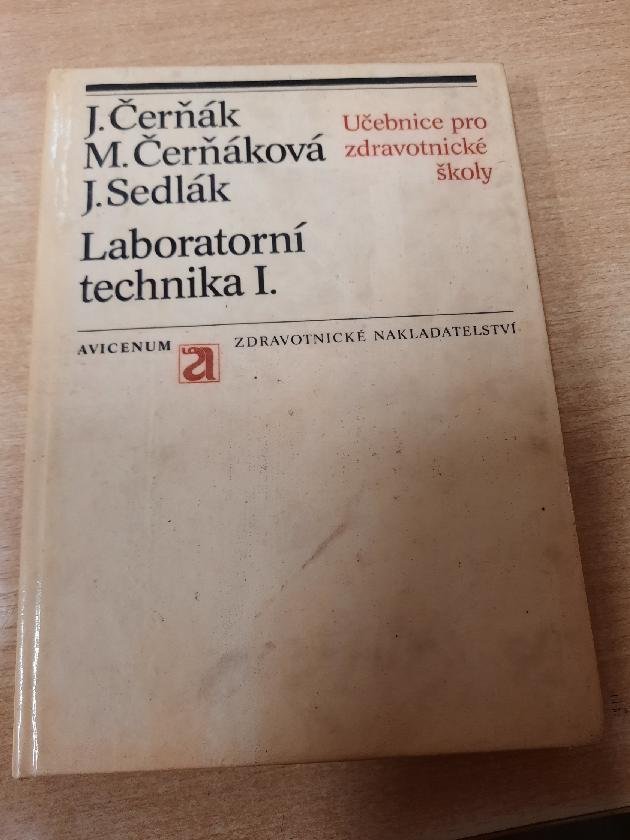 J. Čerňák
M. Čerňáková
J. Sedlák
Učebnice pro
zdravotnické
školy
Laboratorní
technika I.
AVICENUM
a
ZDRAVOTNICKÉ NAKLADATELSTVÍ